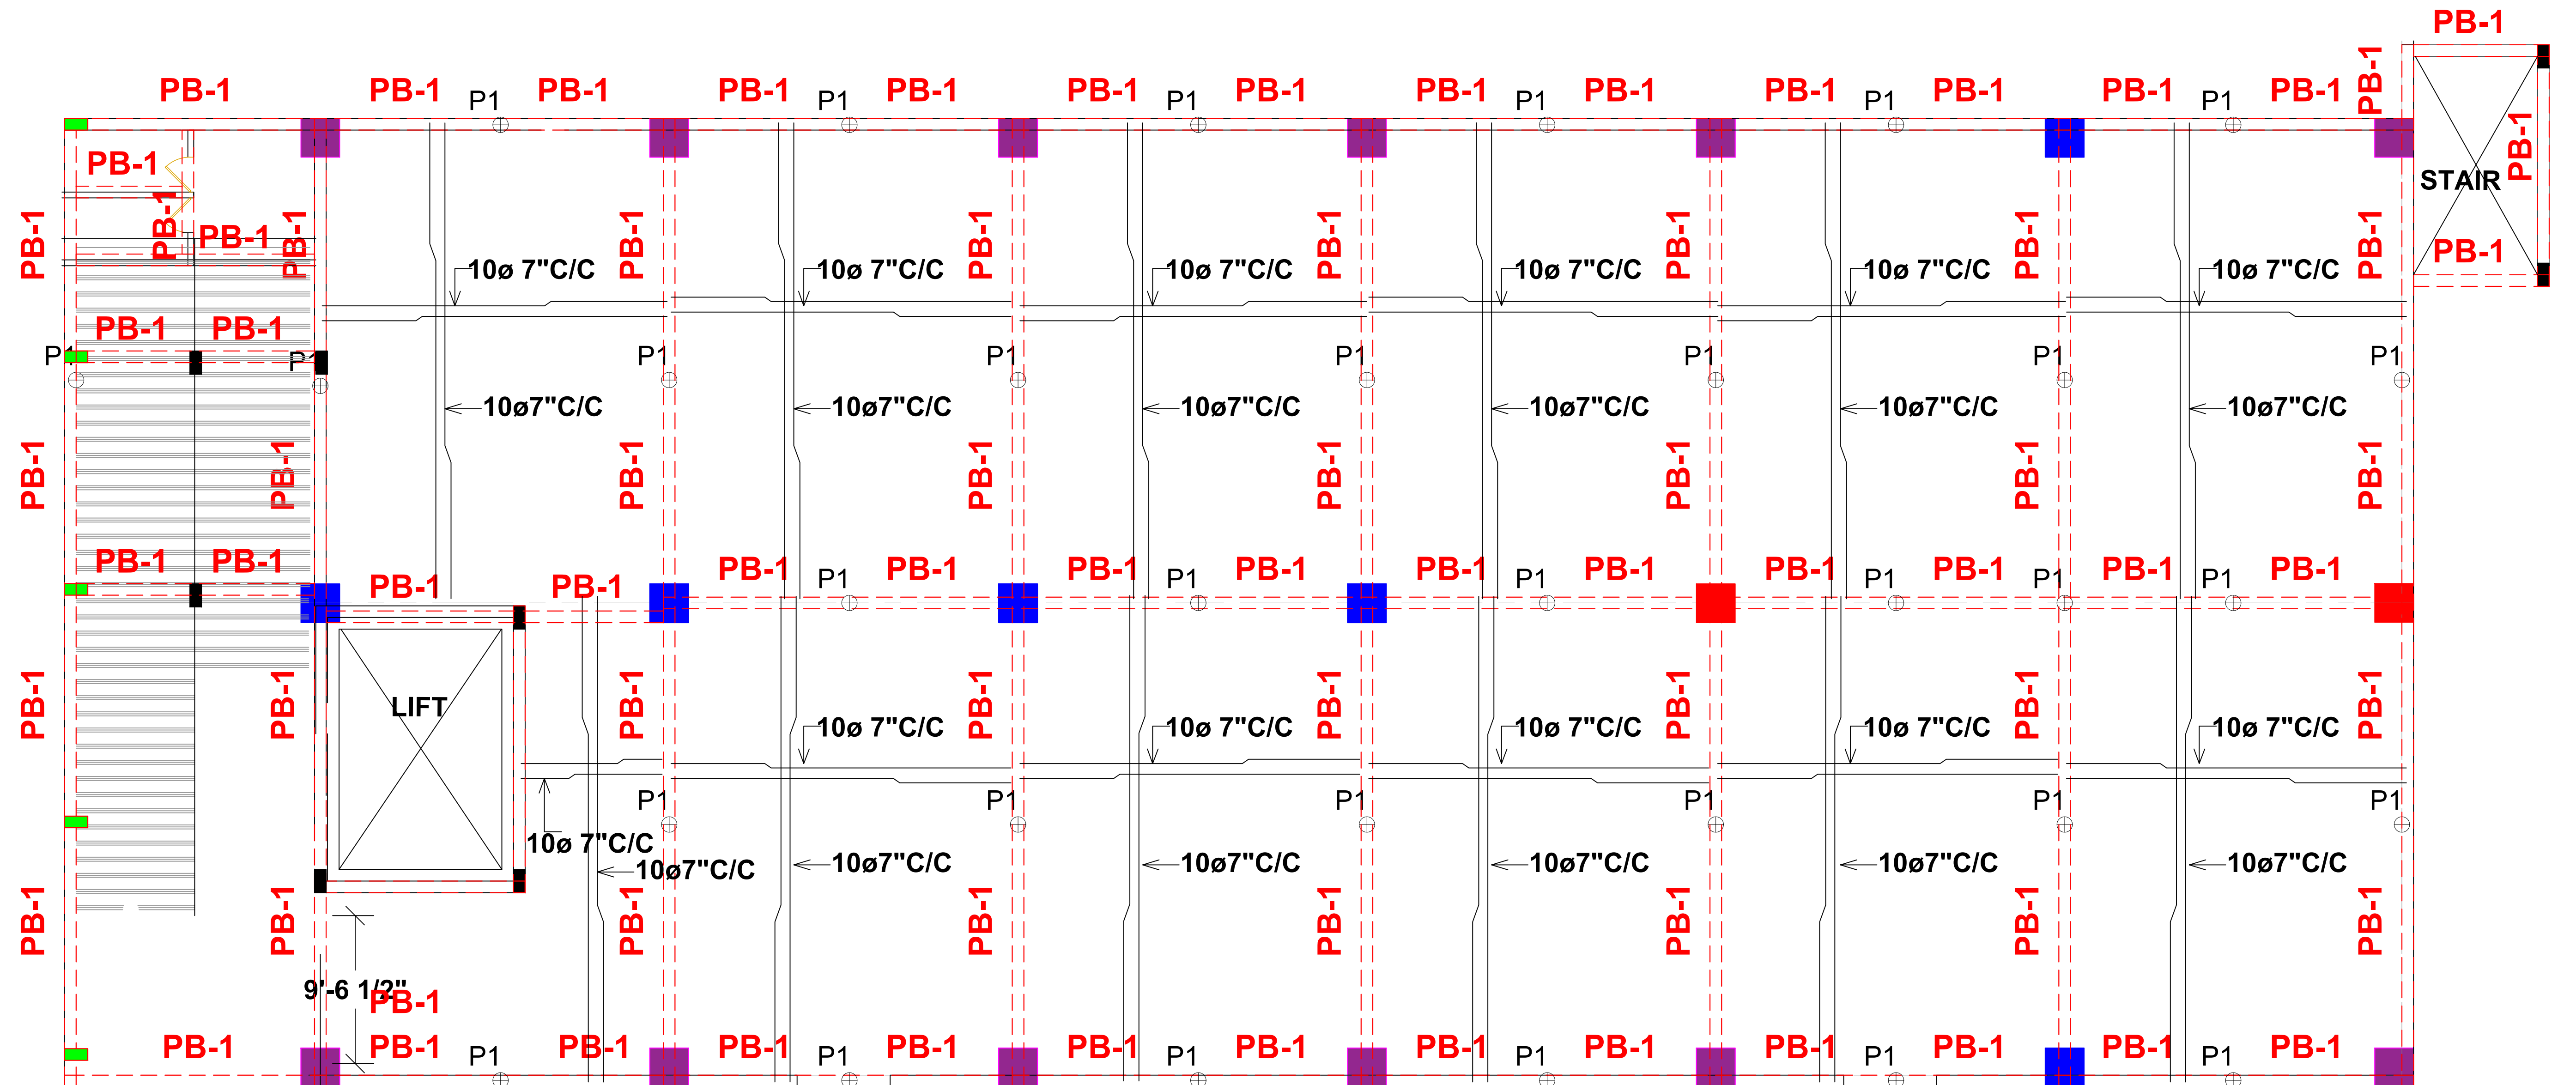 PB-1
PB-1 PB-1 P1 PB-1 PB-1 P1 PB-1 PB-1 P1 PB-1 PB-1 P1 PB-1 PB-1 P1 PB-1 PB-1 P1 PB-1 PB-1
PB-1 PB-1
STAIR
PB-1 PB-1 PB-1 PB-1 PB-1 PB-1 PB-1 PB-1 PB-1 PB-1 PB-1 PB-1
10ø 7"C/C 10ø 7"C/C 10ø 7"C/C 10ø 7"C/C 10ø 7"C/C 10ø 7"C/C
PB-1 PB-1
P1 P1 P1 P1 P1 P1 P1 P1
10ø7"C/C 10ø7"C/C 10ø7"C/C 10ø7"C/C 10ø7"C/C 10ø7"C/C
PB-1 PB-1 PB-1 PB-1 PB-1 PB-1 PB-1 PB-1
PB-1 PB-1 PB-1 PB-1 PB-1 P1 PB-1 PB-1 P1 PB-1 PB-1 P1 PB-1 PB-1 P1 PB-1 P1 PB-1 P1 PB-1
PB-1 PB-1 LIFT PB-1 PB-1 PB-1 PB-1 PB-1 PB-1
10ø 7"C/C 10ø 7"C/C 10ø 7"C/C 10ø 7"C/C 10ø 7"C/C
P1 P1 P1 P1 P1 P1
10ø 7"C/C
10ø7"C/C 10ø7"C/C 10ø7"C/C 10ø7"C/C 10ø7"C/C 10ø7"C/C
PB-1 PB-1 PB-1 PB-1 PB-1 PB-1 PB-1 PB-1
9'-6 1/2"
PB-1
PB-1 PB-1 P1 PB-1 PB-1 P1 PB-1 PB-1 P1 PB-1 PB-1 P1 PB-1 PB-1 P1 PB-1 PB-1 P1 PB-1